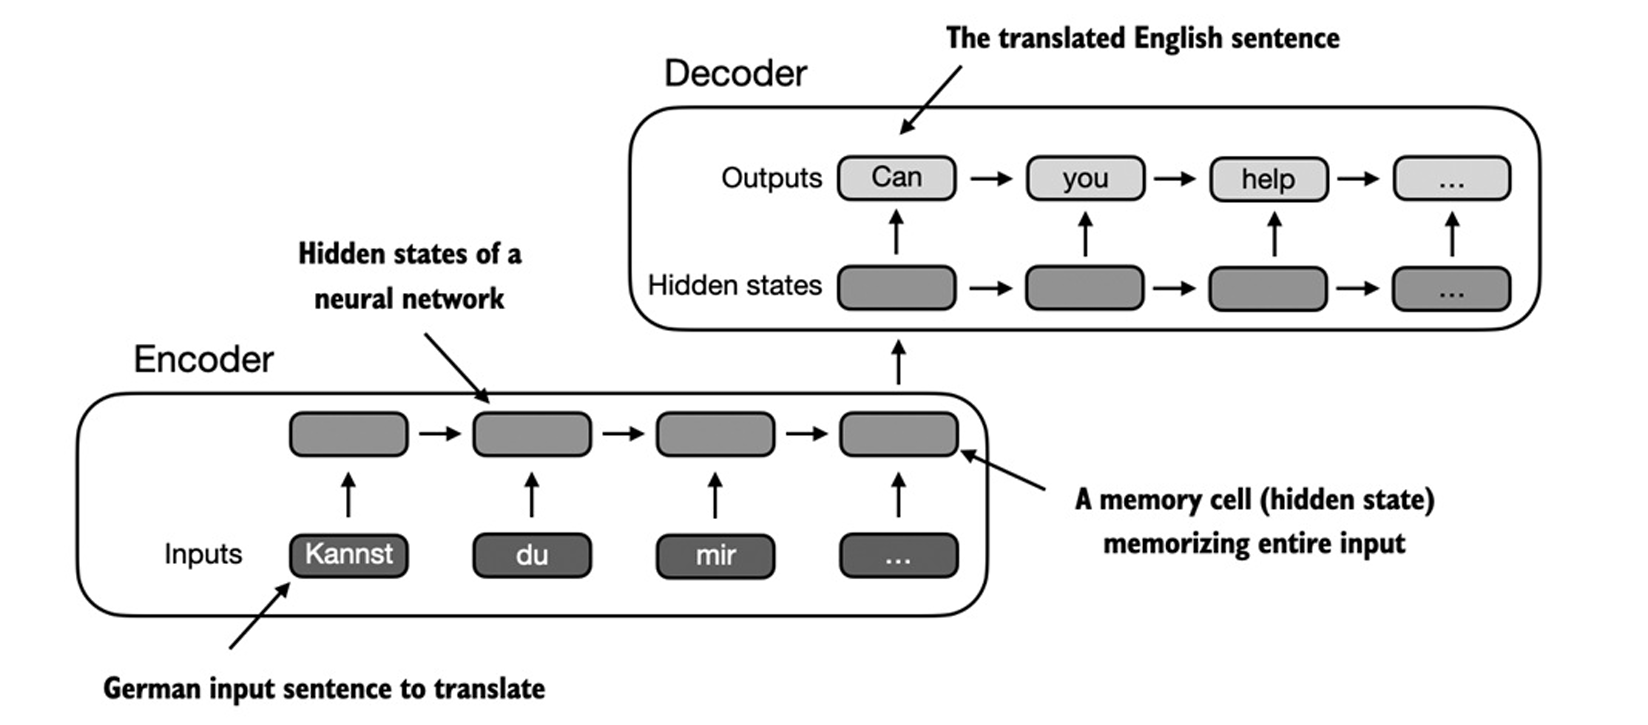 The translated English sentence
Decoder
Outputs Can you help ...
Hidden states ...
Hidden states of a
neural network
Encoder
A memory cell (hidden state)
memorizing entire input
Inputs Kannst du mir ...
German input sentence to translate